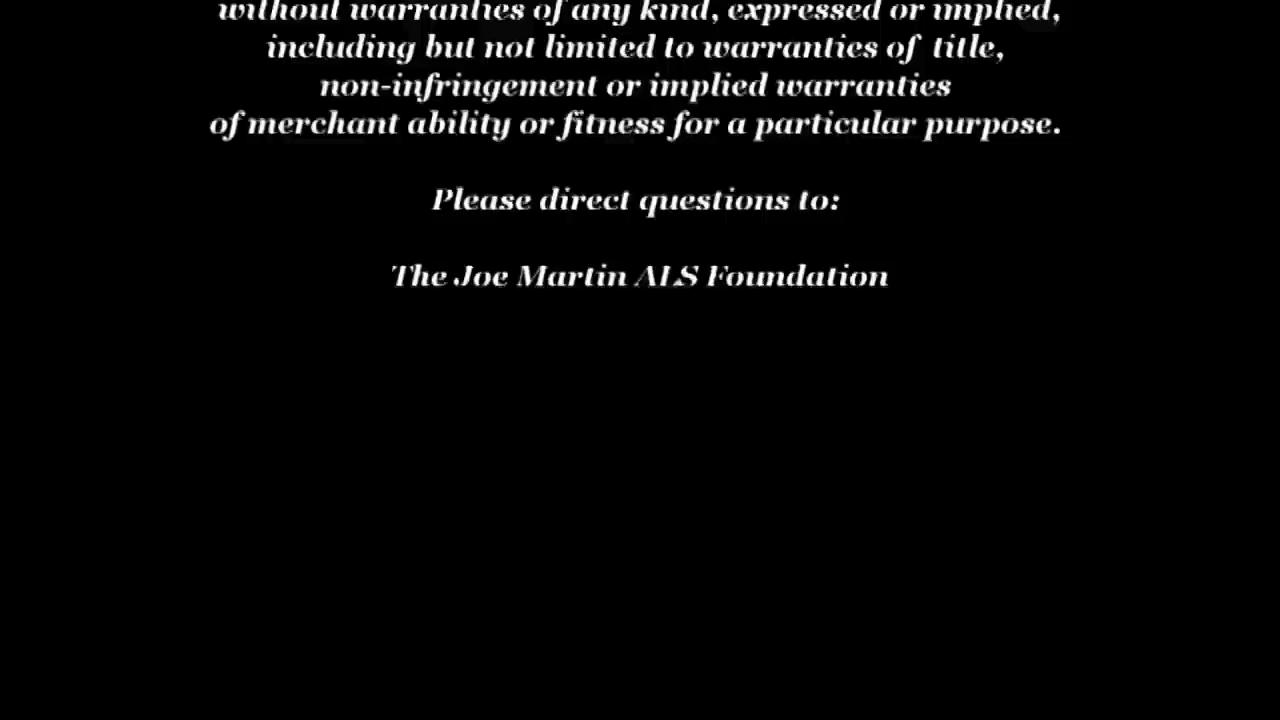 without warranties of any kind, expressed or implied,
including but not limited to warranties of title,
non-infringement or implied warranties
of merchant ability or fitness for a particular purpose.
Please direct questions to:
The Joe Martin ALS Foundation